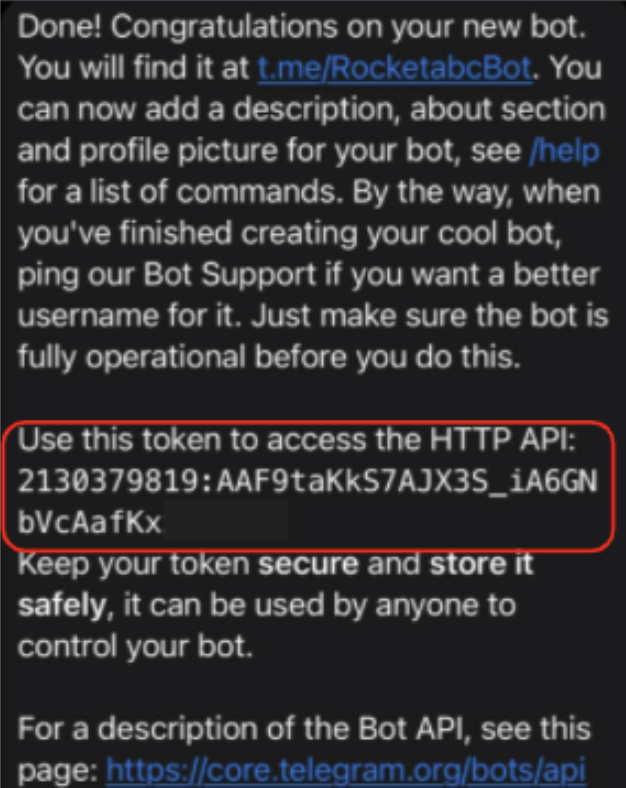 Done! Congratulations on your new bot.
You will find it at t.me/RocketabcBot. You
can now add a description, about section
and profile picture for your bot, see /help
for a list of commands. By the way, when
you've finished creating your cool bot,
ping our Bot Support if you want a better
username for it. Just make sure the bot is
fully operational before you do this.
Use this token to access the HTTP API:
2130379819:AAF9taKkS7AJX3S_iA6GN
bVcAafKx
Keep your token secure and store it
safely, it can be used by anyone to
control your bot.
For a description of the Bot API, see this
page: https://core.telegram.org/bots/api